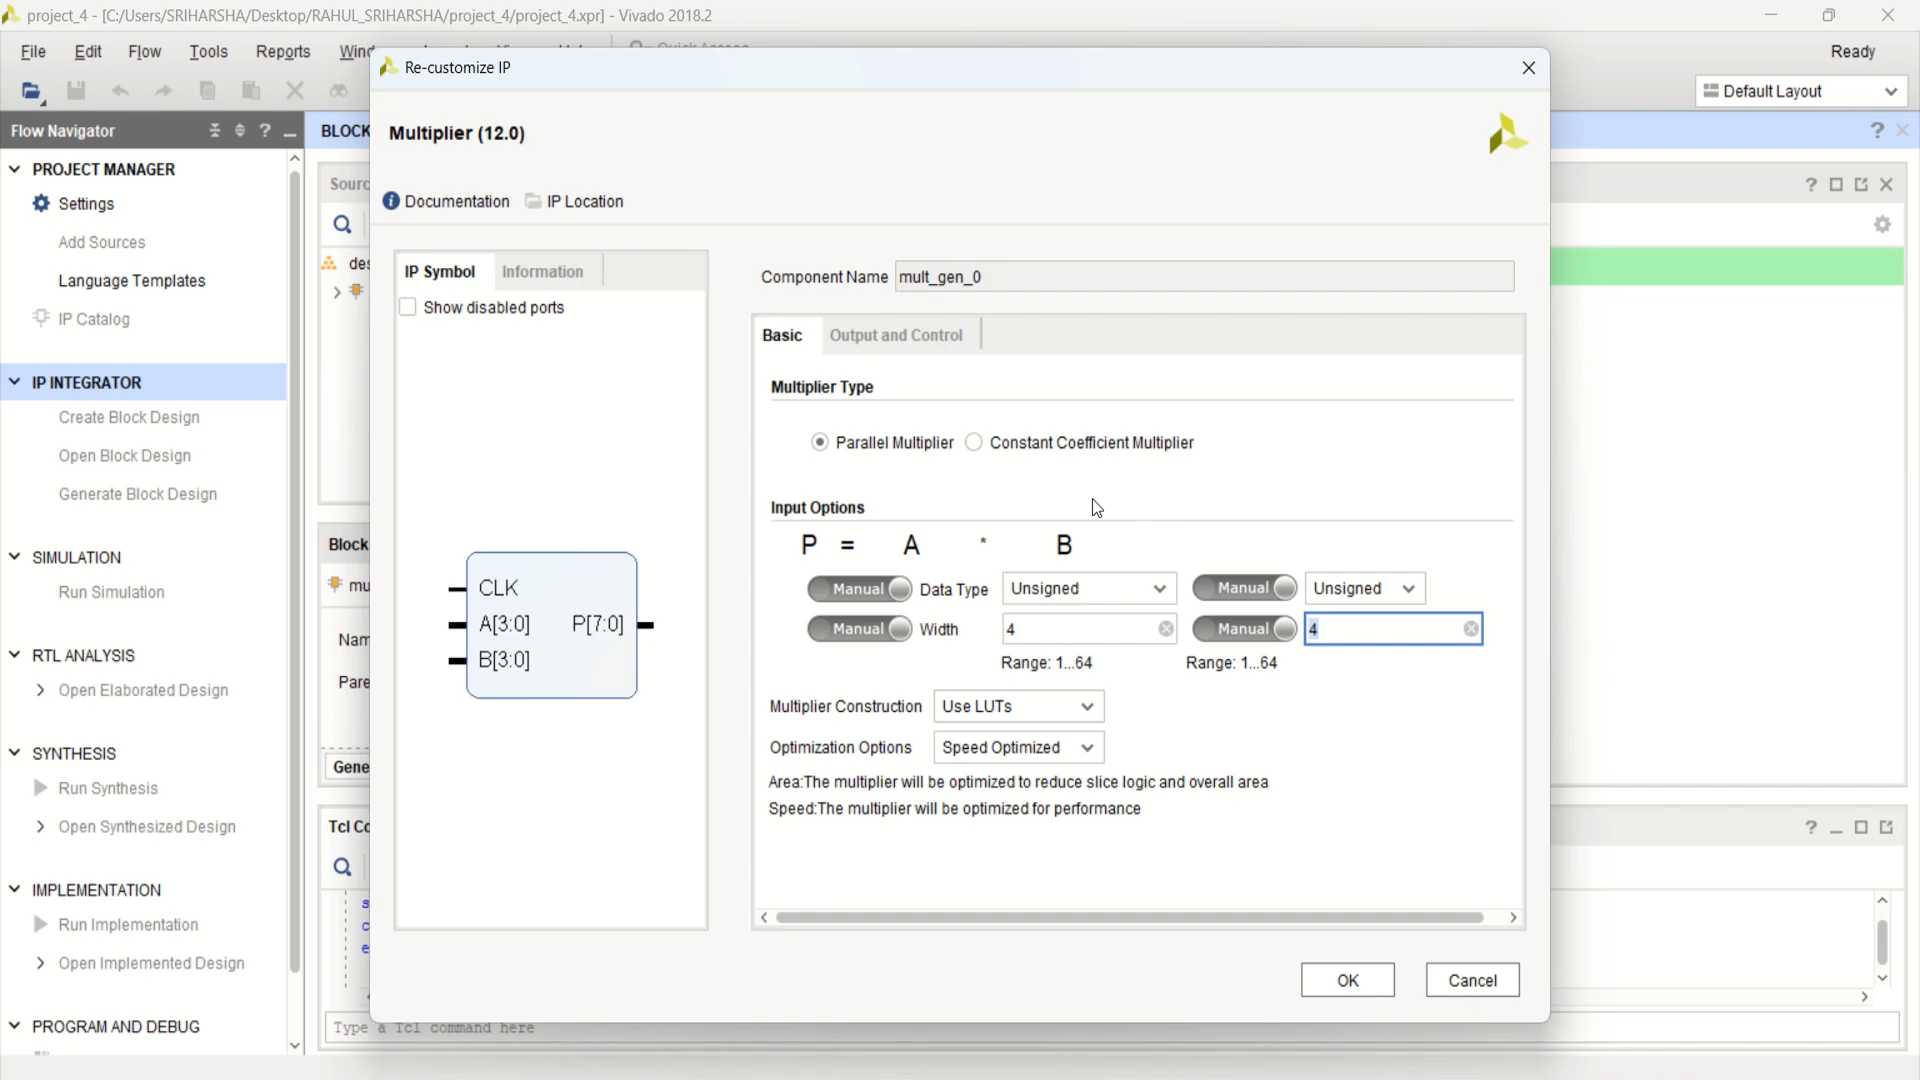 project_4 - [C:/Users/SRIHARSHA/Desktop/RAHUL_SRIHARSHA/project_4/project_4.xpr] - Vivado 2018.2
File Edit Flow Tools Reports
Ready
Re-customize IP
Default Layout
Flow Navigator
BLOCK
Multiplier (12.0)
PROJECT MANAGER
Settings
Add Sources
Language Templates
IP Catalog
IP INTEGRATOR
Create Block Design
Open Block Design
Generate Block Design
SIMULATION
Run Simulation
RTL ANALYSIS
Open Elaborated Design
SYNTHESIS
Run Synthesis
Open Synthesized Design
IMPLEMENTATION
Run Implementation
Open Implemented Design
PROGRAM AND DEBUG
Block
Documentation IP Location
IP Symbol Information
Show disabled ports
CLK
A[3:0] P[7:0]
B[3:0]
Component Name mult_gen_0
Basic Output and Control
Multiplier Type
Parallel Multiplier Constant Coefficient Multiplier
Input Options
P = A * B
Manual Data Type Unsigned Manual Unsigned
Manual Width 4 Manual 4
Range: 1...64 Range: 1...64
Multiplier Construction Use LUTs
Optimization Options Speed Optimized
Area:The multiplier will be optimized to reduce slice logic and overall area
Speed:The multiplier will be optimized for performance
OK Cancel
Type a Tcl command here